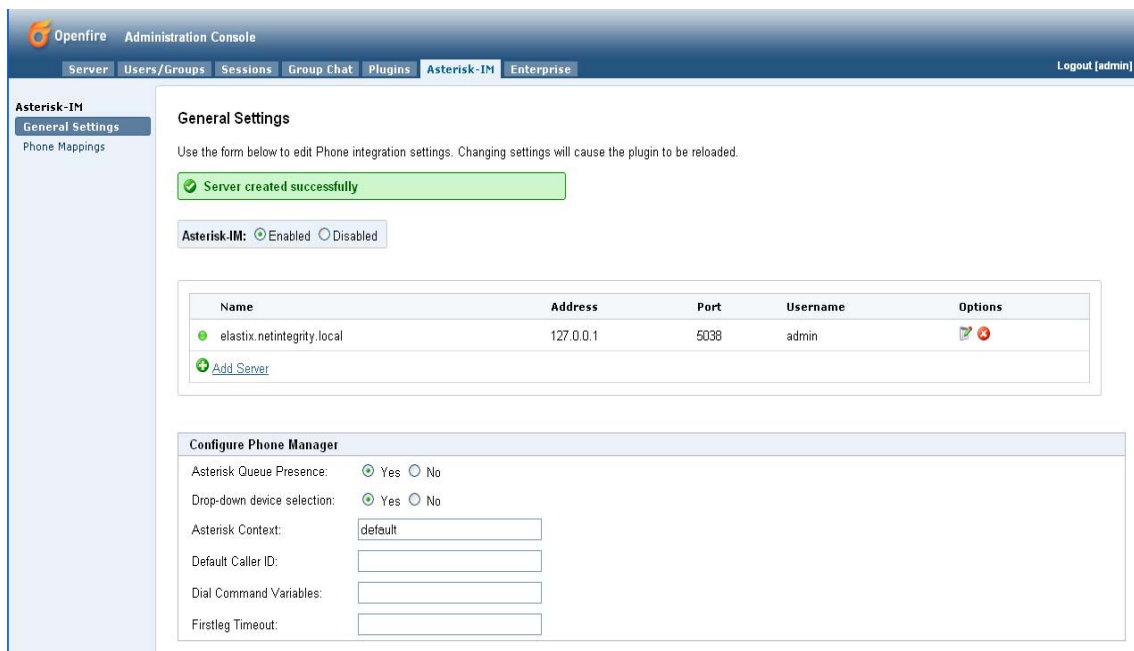 Openfire Administration Console
Server Users/Groups Sessions Group Chat Plugins Asterisk-IM Enterprise Logout [admin]
Asterisk-IM
General Settings
Phone Mappings
General Settings
Use the form below to edit Phone integration settings. Changing settings will cause the plugin to be reloaded.
Server created successfully
Asterisk-IM: Enabled Disabled
Name Address Port Username Options
elastix.netintegrity.local 127.0.0.1 5038 admin
Add Server
Configure Phone Manager
Asterisk Queue Presence: Yes No
Drop-down device selection: Yes No
Asterisk Context: default
Default Caller ID:
Dial Command Variables:
Firstleg Timeout: